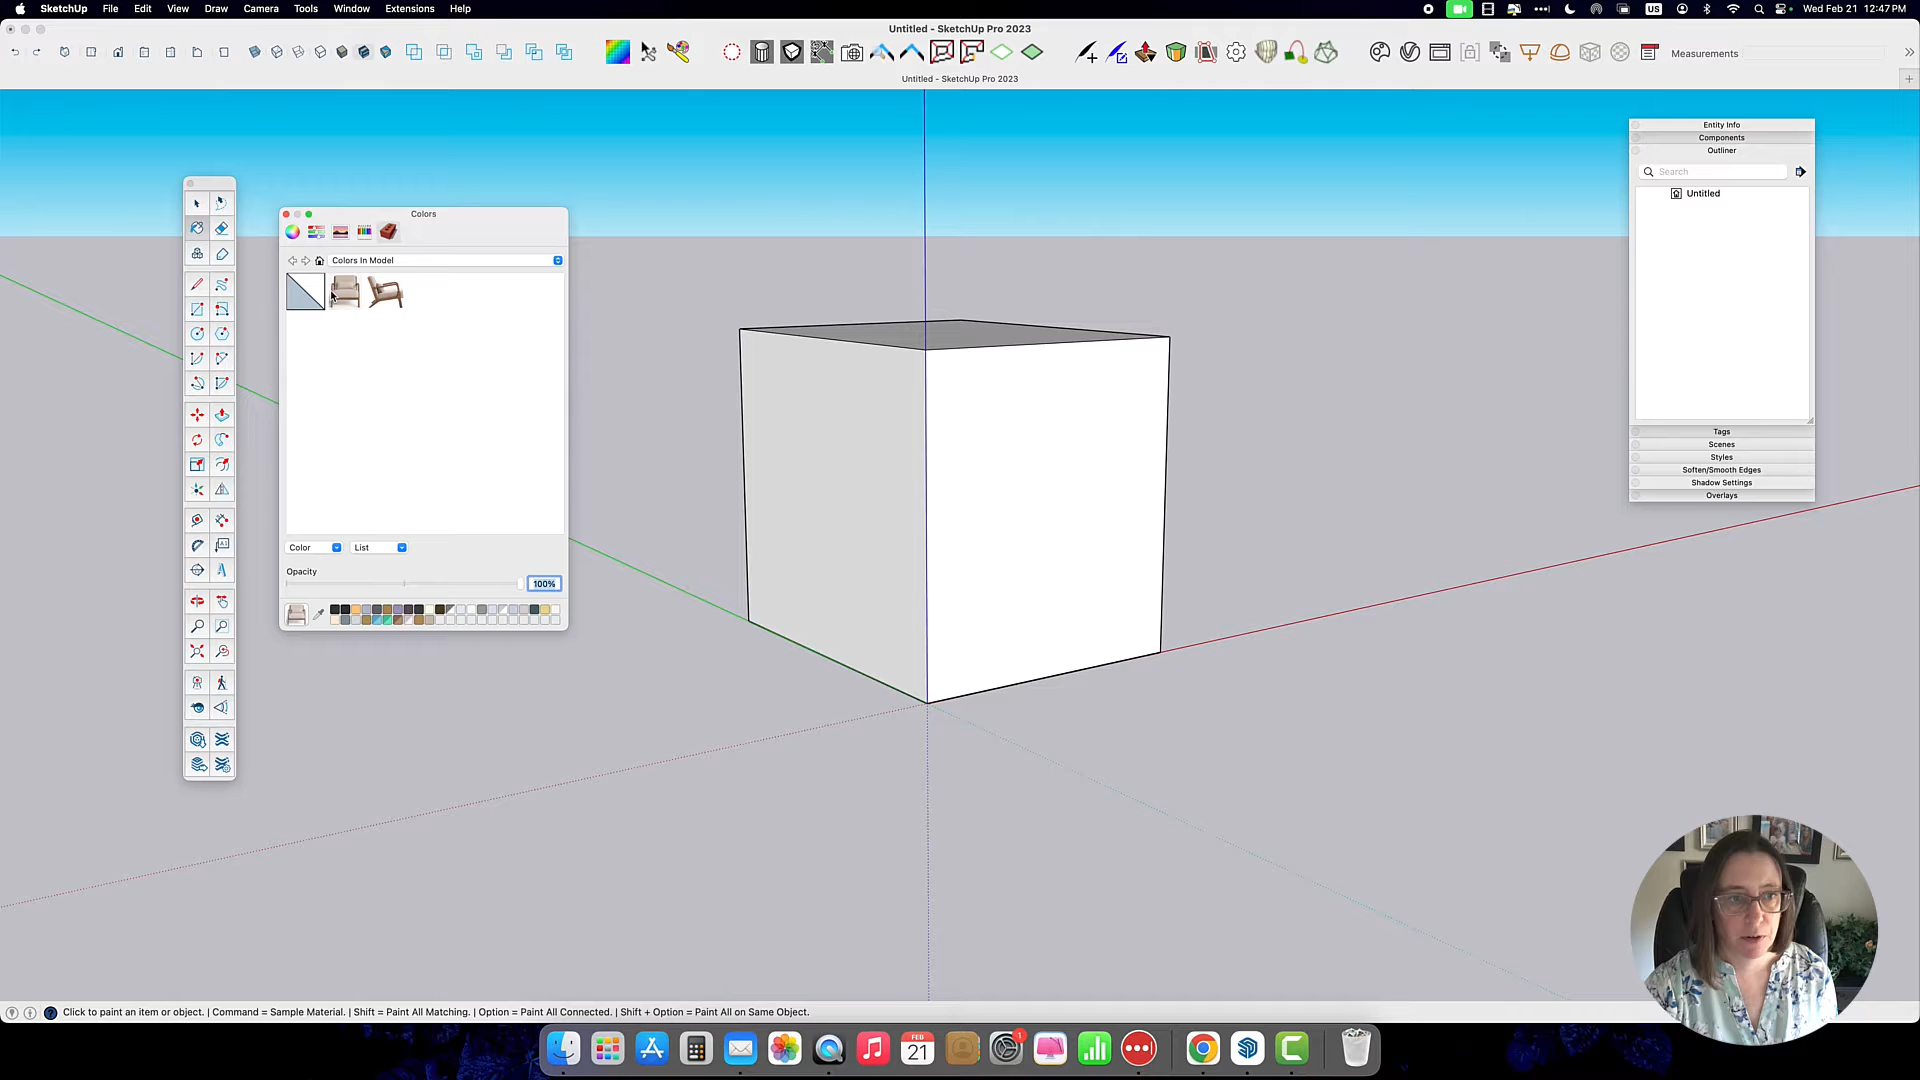 SketchUp File Edit View Draw Camera Tools Window Extensions Help
US Wed Feb 21 12:47 PM
Untitled - SketchUp Pro 2023
Measurements
Untitled - SketchUp Pro 2023
Entity Info
Components
Outliner
Search
Untitled
Tags
Scenes
Styles
Soften/Smooth Edges
Shadow Settings
Overlays
Colors
Colors In Model
Color List
Opacity
100%
Click to paint an item or object. | Command = Sample Material. | Shift = Paint All Matching. | Option = Paint All Connected. | Shift + Option = Paint All on Same Object.
FEB
21
1